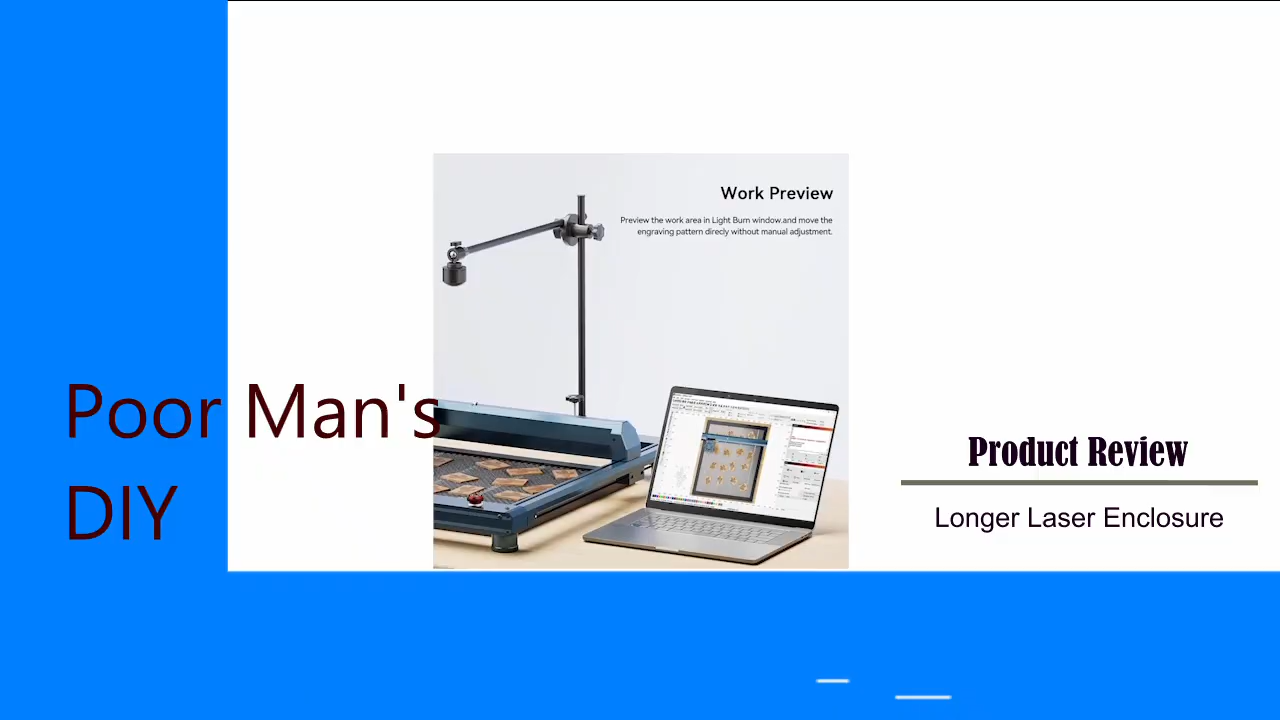 Work Preview
Preview the work area in Light Burn window,and move the
engraving pattern direcly without manual adjustment.
Poor Man's
DIY
Product Review
Longer Laser Enclosure